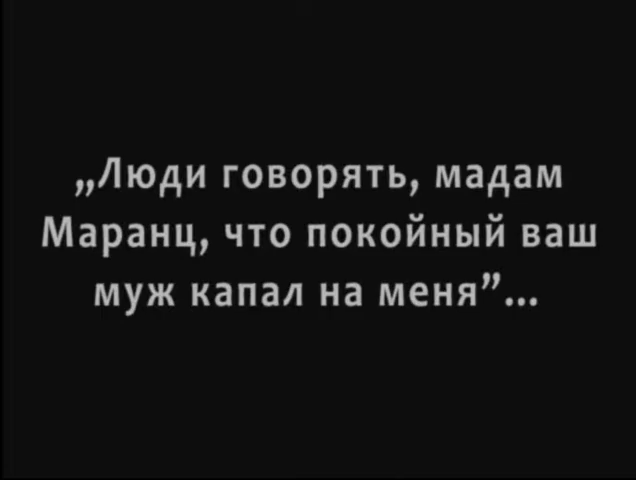 „Люди говорять, мадам
Маранц, что покойный ваш
муж капал на меня”...